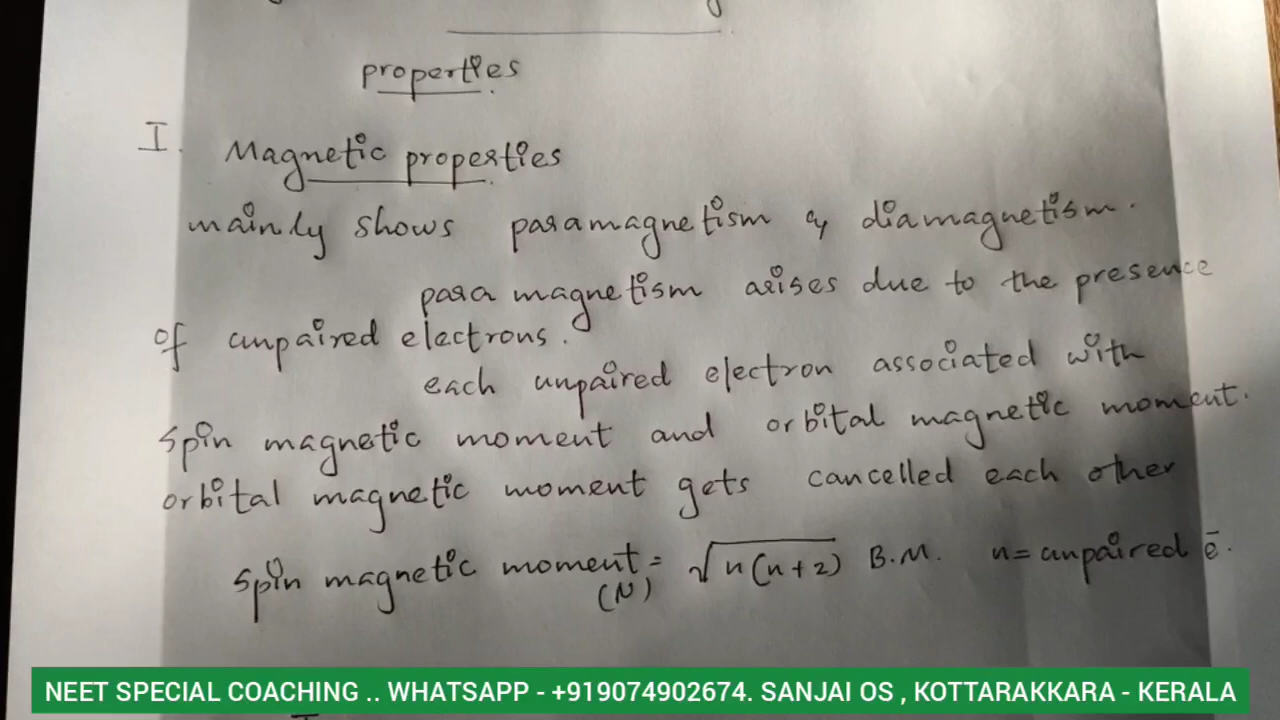 properties
I. Magnetic properties
mainly shows paramagnetism & diamagnetism.
para magnetism arises due to the presence
of unpaired electrons.
each unpaired electron associated with
spin magnetic moment and orbital magnetic moment.
orbital magnetic moment gets cancelled each other
spin magnetic moment = √n(n+2) B.M. n = unpaired ē.
(N)
NEET SPECIAL COACHING .. WHATSAPP - +919074902674. SANJAI OS , KOTTARAKKARA - KERALA